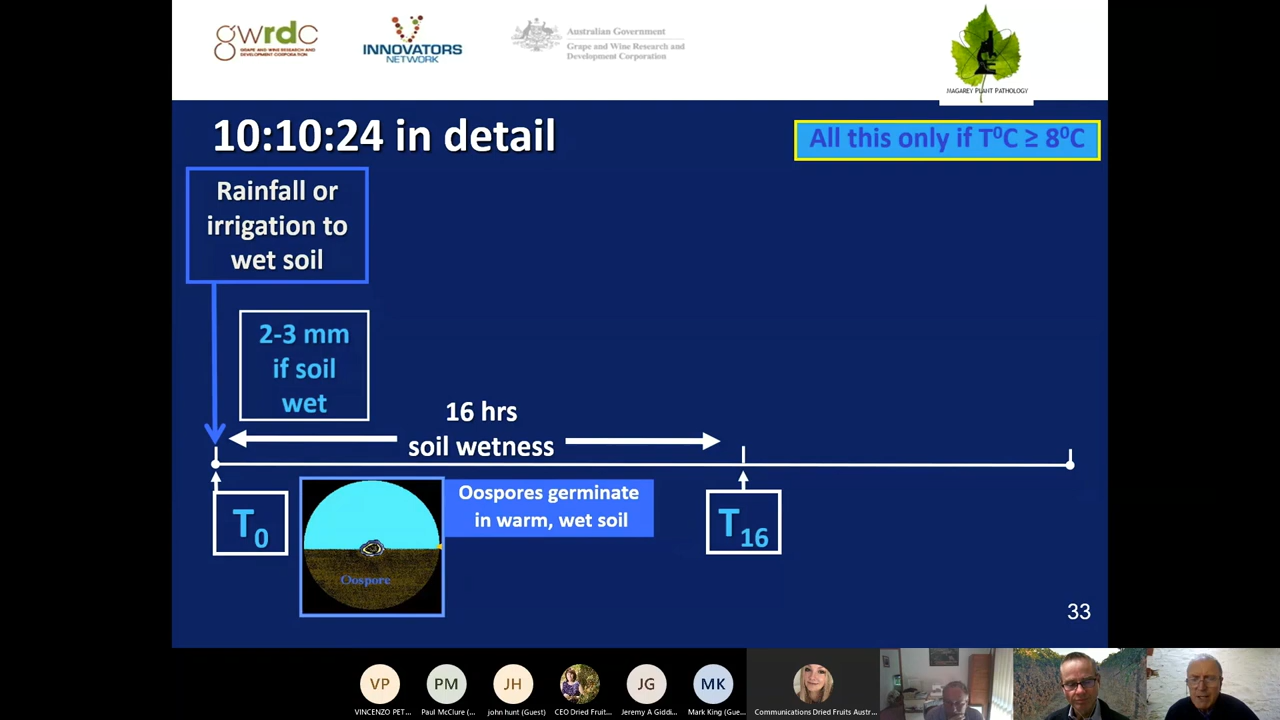 gwrdc
GRAPE AND WINE RESEARCH AND
DEVELOPMENT CORPORATION
INNOVATORS
NETWORK
Australian Government
Grape and Wine Research and
Development Corporation
MAGAREY PLANT PATHOLOGY
10:10:24 in detail
All this only if T⁰C ≥ 8⁰C
Rainfall or
irrigation to
wet soil
2-3 mm
if soil
wet
16 hrs
soil wetness
T₀
Oospore
Oospores germinate
in warm, wet soil
T₁₆
33
VP
PM
JH
JG
MK
VINCENZO PET...
Paul McClure (...
john hunt (Guest)
CEO Dried Fruit...
Jeremy A Giddi...
Mark King (Gue...
Communications Dried Fruits Austr...